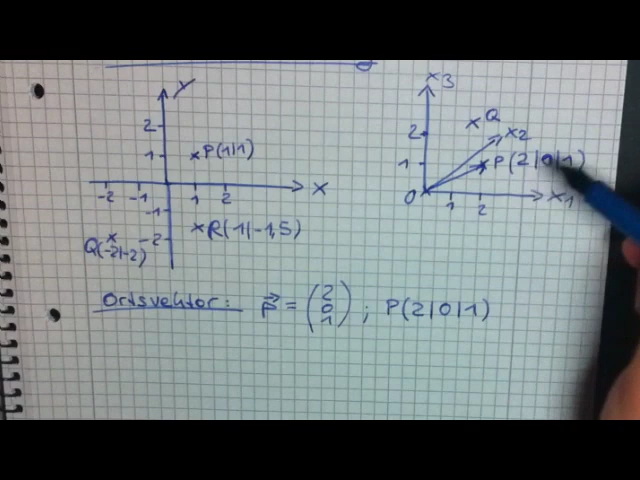 y
2
1
P(1|1)
-2 -1 1 2 x
-1
-2
R(1|-1,5)
Q(-2|-2)
x3
Q
2
x2
1
P(2|0|1)
0
1 2 x1
Ortsvektor: p⃗ = (2 0 1) ; P(2|0|1)